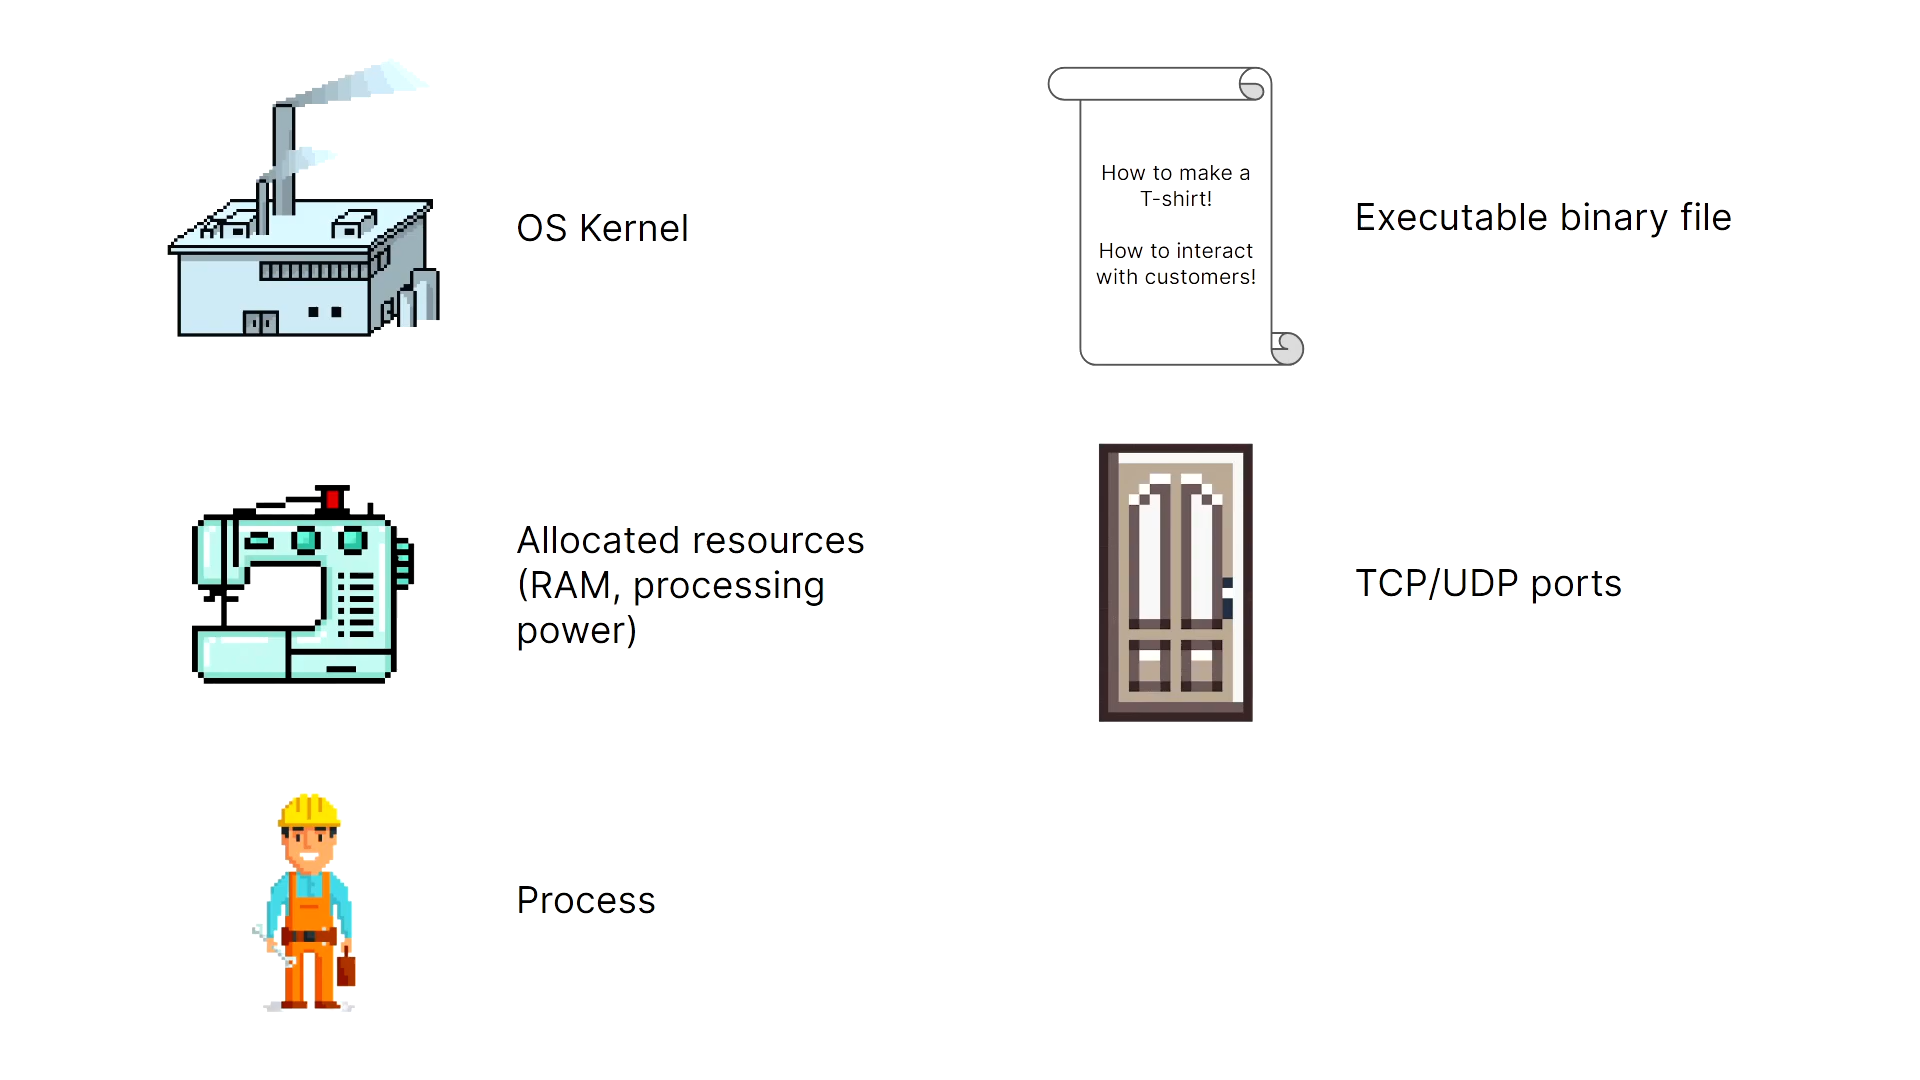 OS Kernel
How to make a
T-shirt!
How to interact
with customers!
Executable binary file
Allocated resources
(RAM, processing
power)
TCP/UDP ports
Process